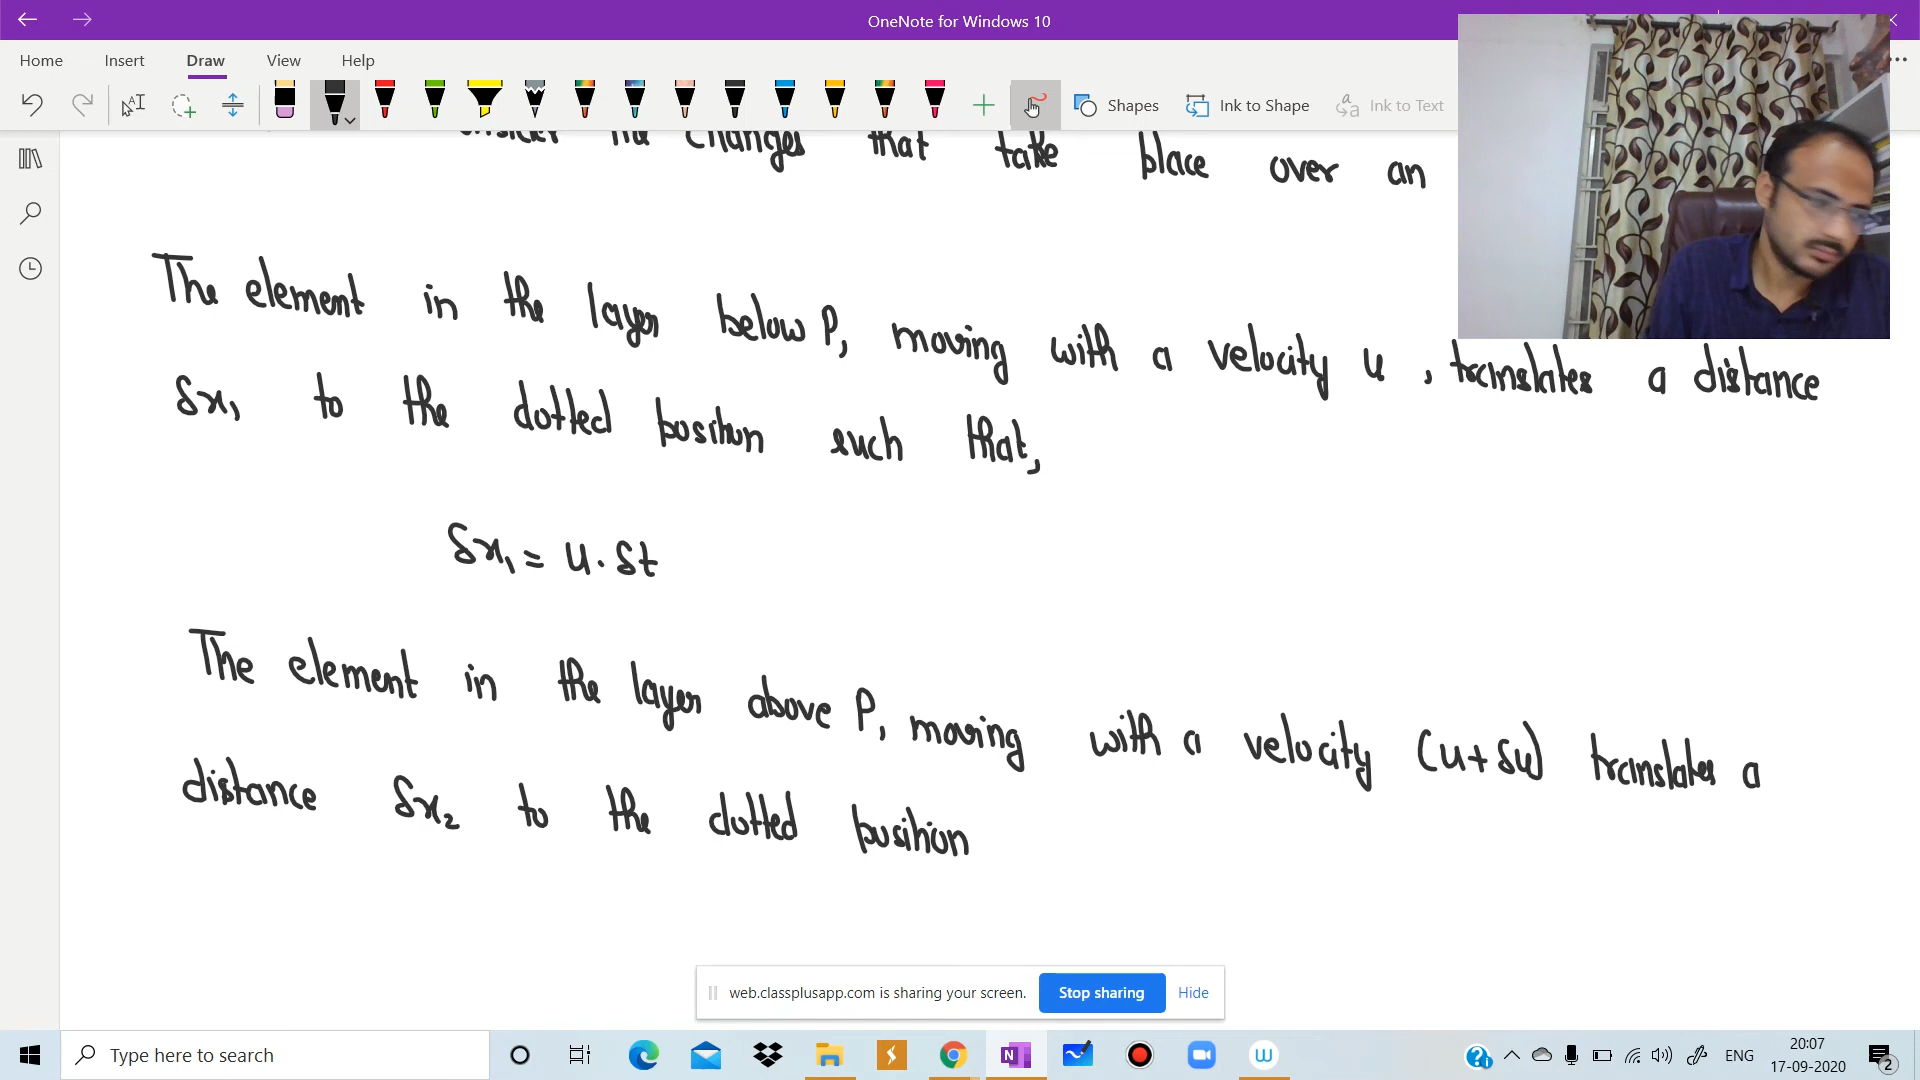 OneNote for Windows 10
Home Insert Draw View Help
Shapes Ink to Shape Ink to Text
the changes that take place over an
The element in the layer below P, moving with a velocity u, translates a distance
δx₁ to the dotted position such that,
δx₁ = u · δt
The element in the layer above P, moving with a velocity (u + δu) translates a
distance δx₂ to the dotted position
web.classplusapp.com is sharing your screen. Stop sharing Hide
Type here to search
ENG
20:07
17-09-2020
2